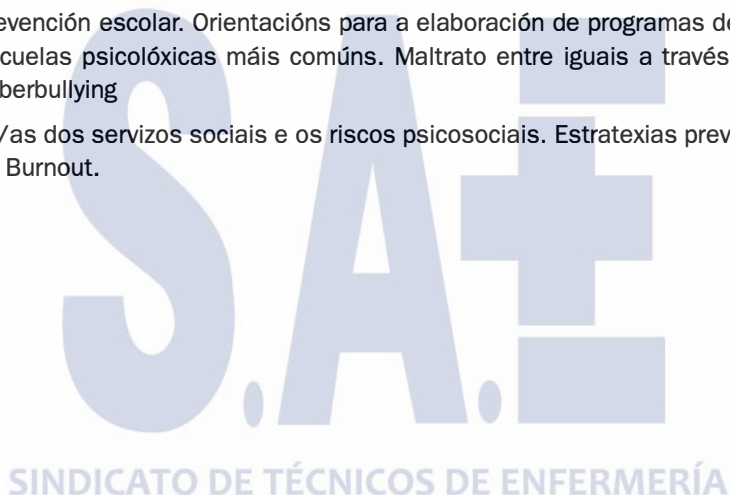 evención escolar. Orientacións para a elaboración de programas de
cuelas psicolóxicas máis comúns. Maltrato entre iguais a través
berbullying
/as dos servizos sociais e os riscos psicosociais. Estratexias prev
Burnout.
S.A.E
SINDICATO DE TÉCNICOS DE ENFERMERÍA